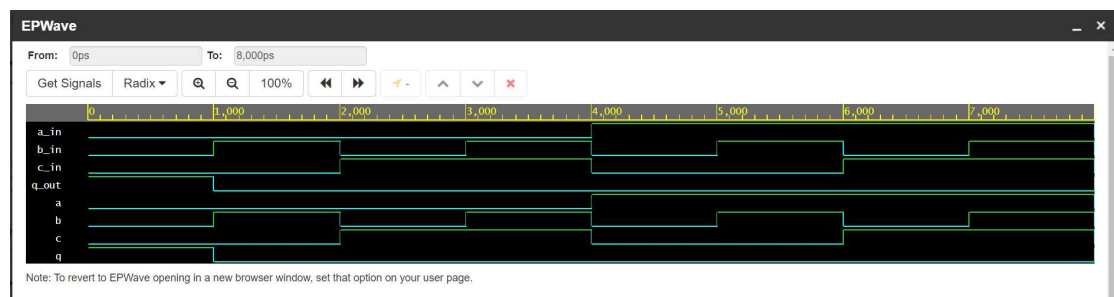 EPWave
From: 0ps To: 8,000ps
Get Signals Radix 100% -
0 1,000 2,000 3,000 4,000 5,000 6,000 7,000
a_in
b_in
c_in
q_out
a
b
c
q
Note: To revert to EPWave opening in a new browser window, set that option on your user page.